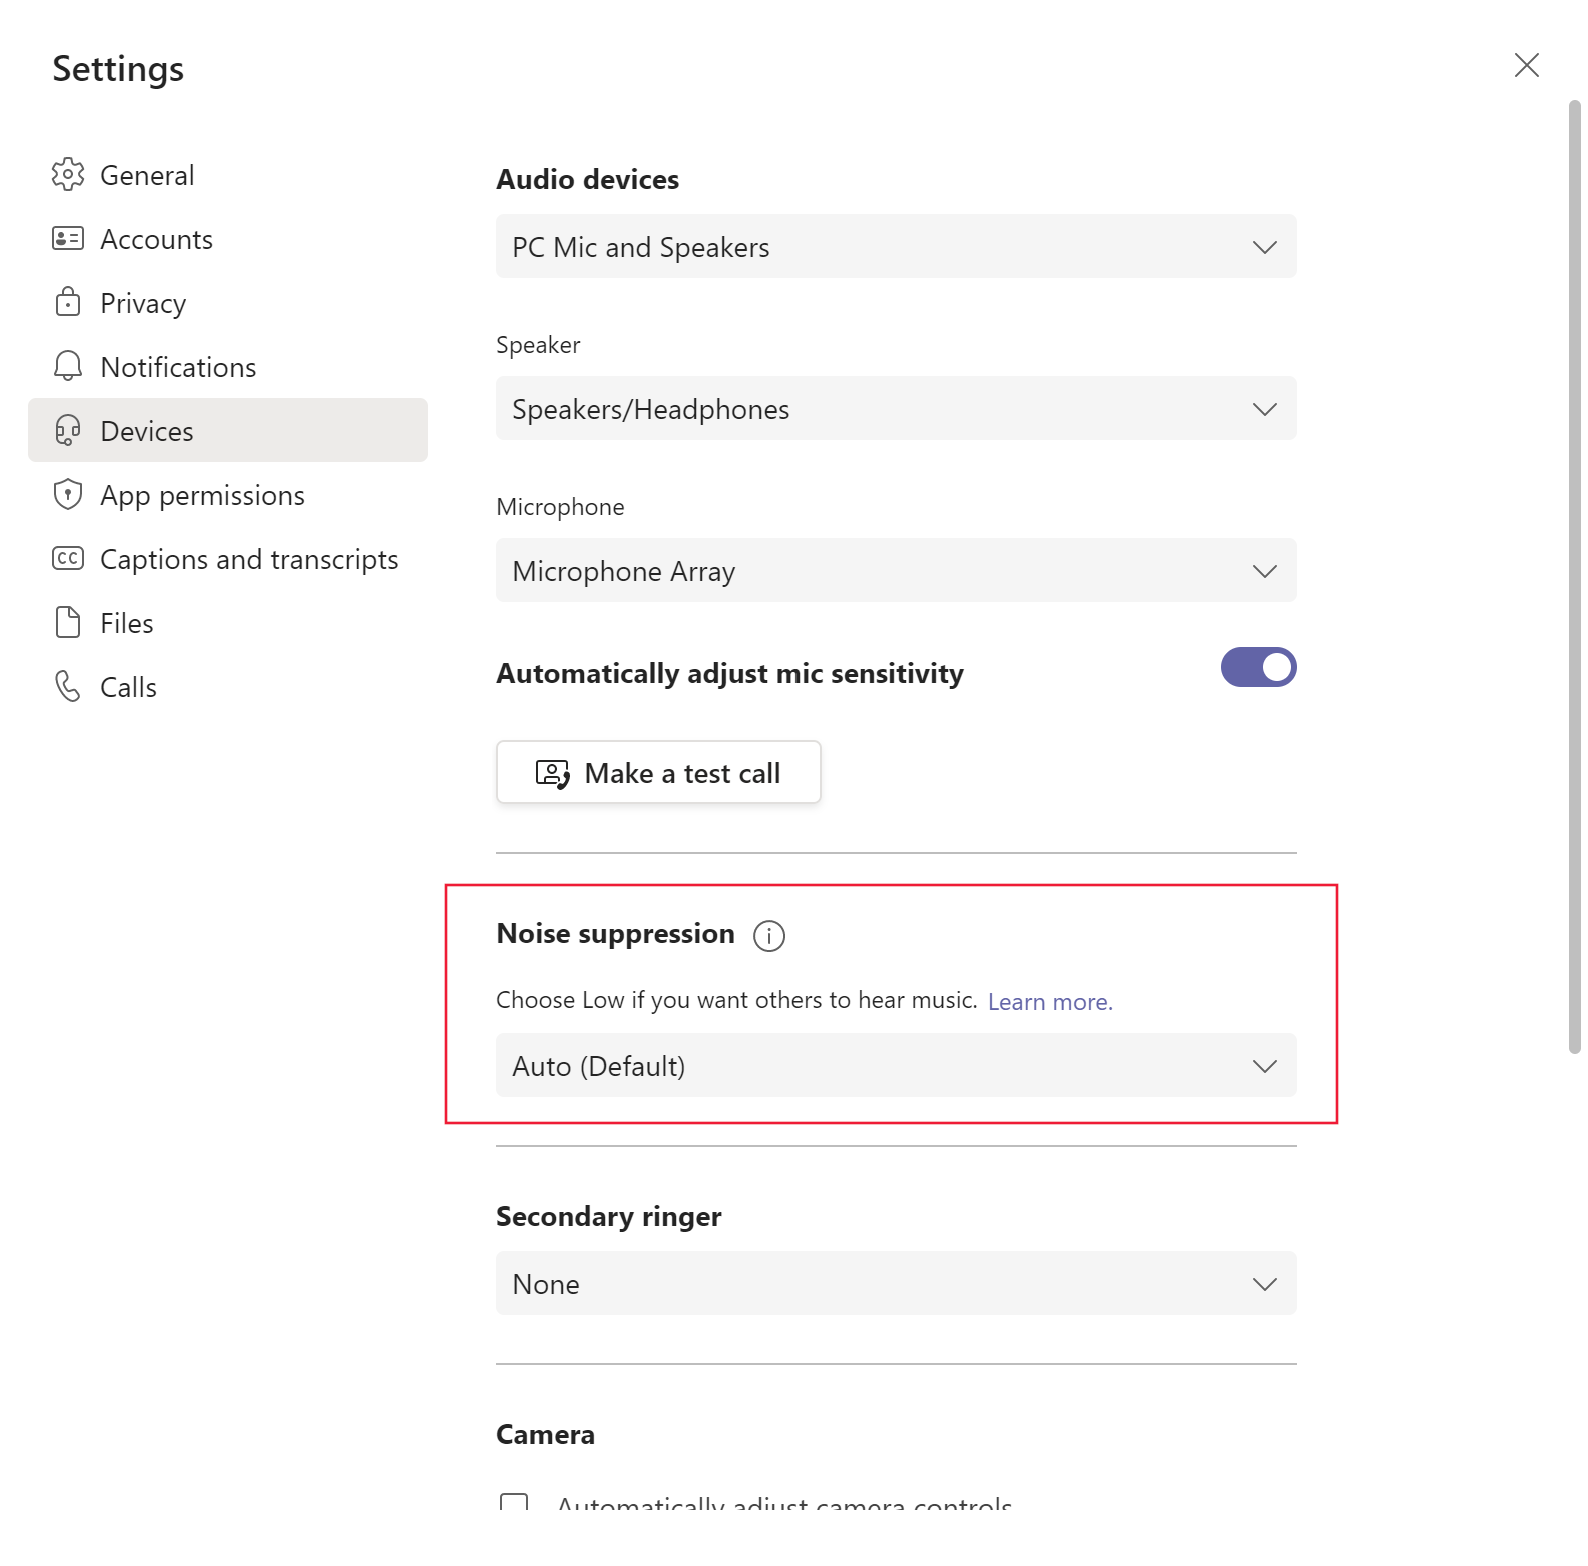 Settings
General
Accounts
Privacy
Notifications
Devices
App permissions
CC Captions and transcripts
Files
Calls
Audio devices
PC Mic and Speakers
Speaker
Speakers/Headphones
Microphone
Microphone Array
Automatically adjust mic sensitivity
Make a test call
Noise suppression
Choose Low if you want others to hear music. Learn more.
Auto (Default)
Secondary ringer
None
Camera
Automatically adjust camera controls